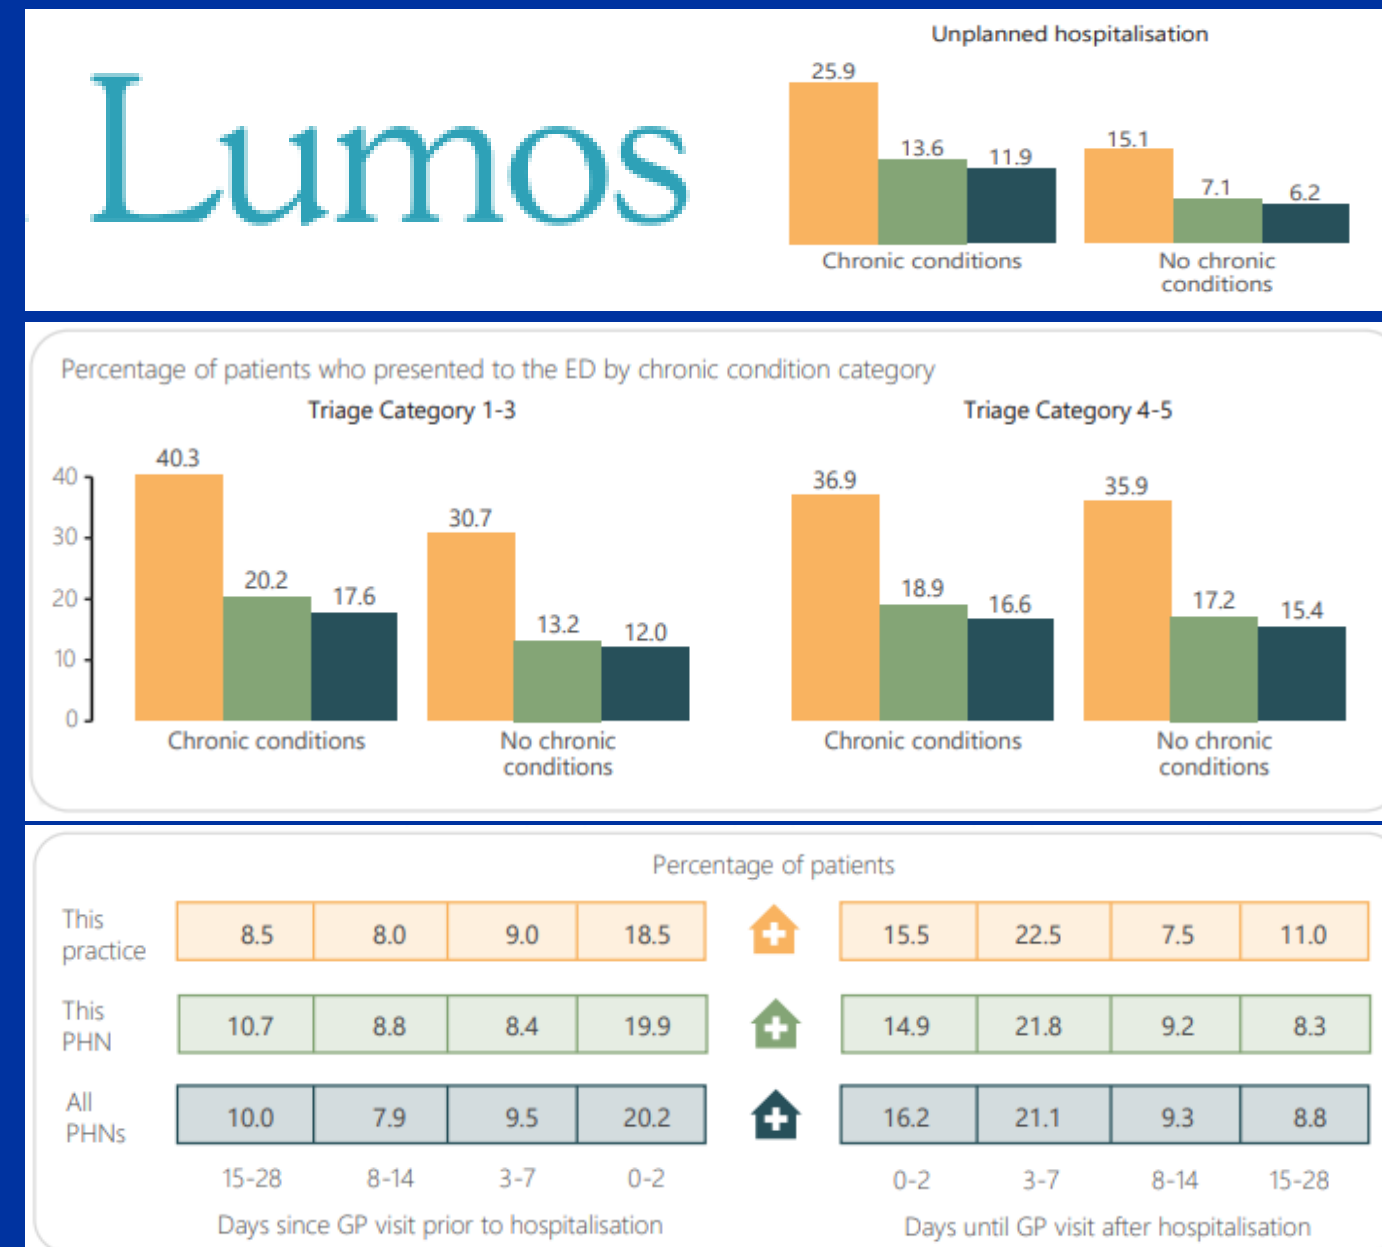 Lumos
Unplanned hospitalisation
25.9
13.6
11.9
15.1
7.1
6.2
Chronic conditions
No chronic
conditions
Percentage of patients who presented to the ED by chronic condition category
Triage Category 1-3
40
30
20
10
0
40.3
20.2
17.6
30.7
13.2
12.0
Chronic conditions
No chronic
conditions
Triage Category 4-5
36.9
18.9
16.6
35.9
17.2
15.4
Chronic conditions
No chronic
conditions
Percentage of patients
This
practice
8.5 8.0 9.0 18.5 15.5 22.5 7.5 11.0
This
PHN
10.7 8.8 8.4 19.9 14.9 21.8 9.2 8.3
All
PHNs
10.0 7.9 9.5 20.2 16.2 21.1 9.3 8.8
15-28 8-14 3-7 0-2 0-2 3-7 8-14 15-28
Days since GP visit prior to hospitalisation
Days until GP visit after hospitalisation